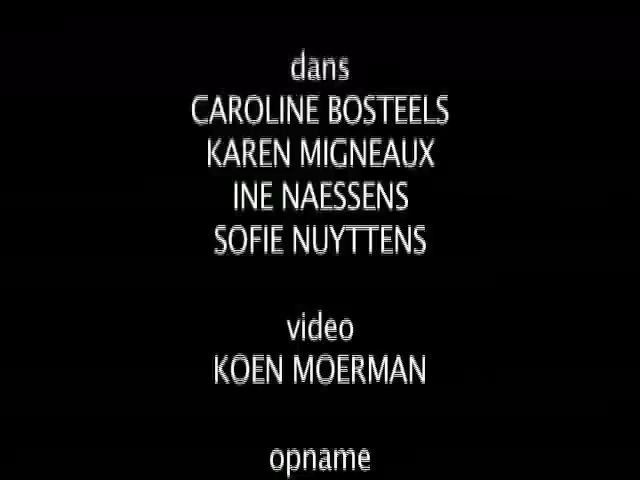 dans
CAROLINE BOSTEELS
KAREN MIGNEAUX
INE NAESSENS
SOFIE NUYTTENS
video
KOEN MOERMAN
opname